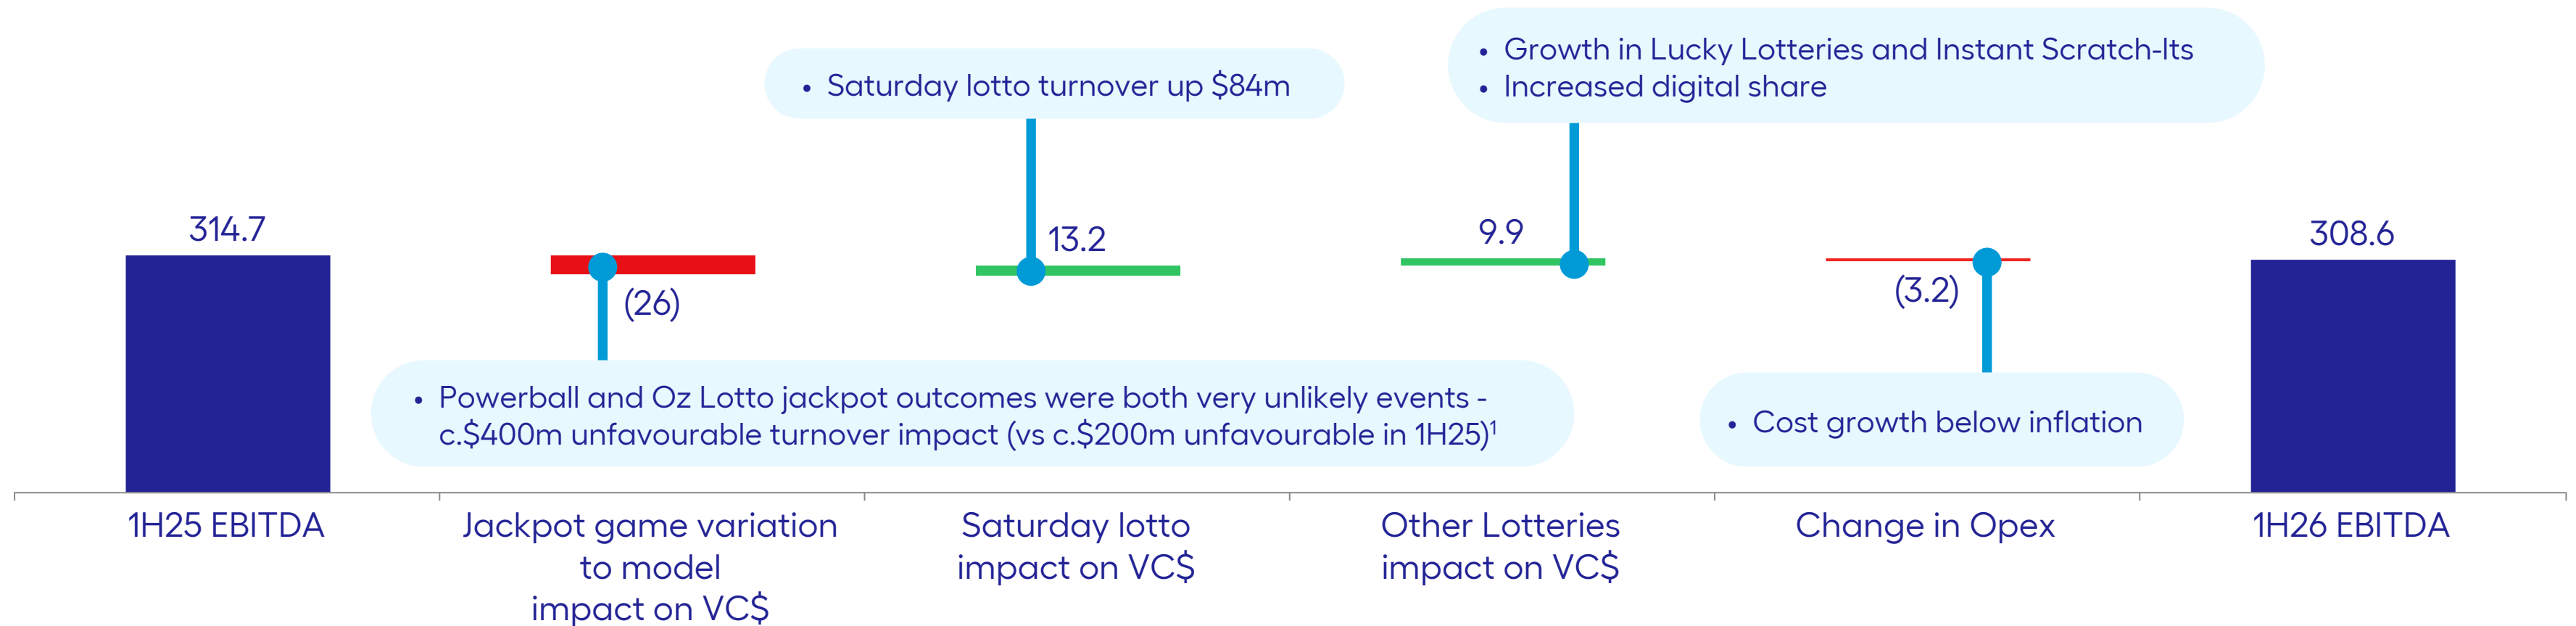 • Growth in Lucky Lotteries and Instant Scratch-Its
• Increased digital share
• Saturday lotto turnover up $84m
314.7
(26)
13.2
9.9
(3.2)
308.6
• Powerball and Oz Lotto jackpot outcomes were both very unlikely events -
c.$400m unfavourable turnover impact (vs c.$200m unfavourable in 1H25)¹
• Cost growth below inflation
1H25 EBITDA
Jackpot game variation
to model
impact on VC$
Saturday lotto
impact on VC$
Other Lotteries
impact on VC$
Change in Opex
1H26 EBITDA